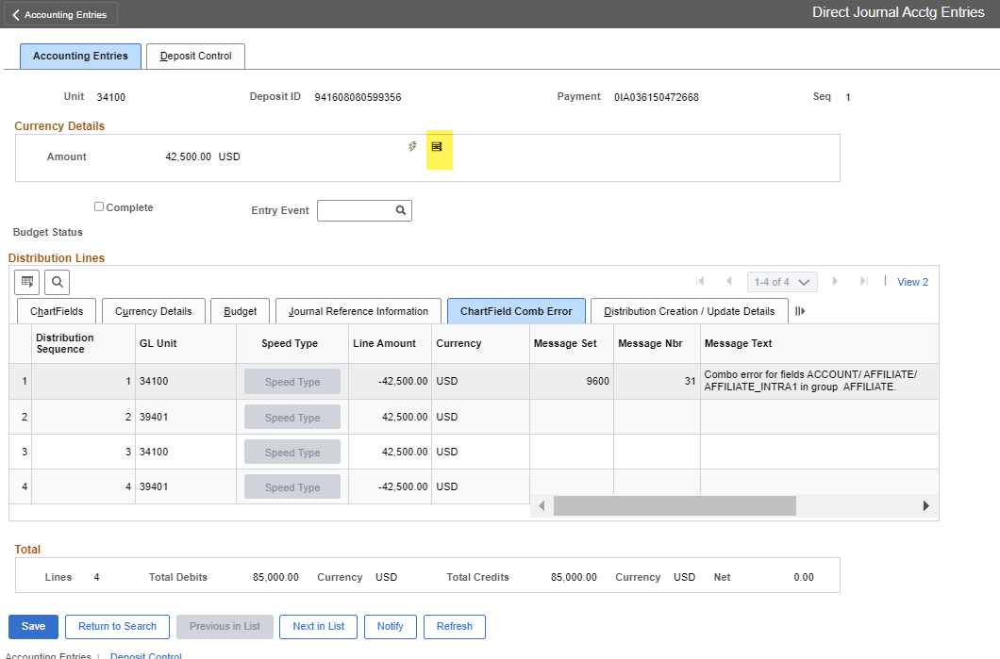 Accounting Entries
Direct Journal Acctg Entries
Accounting Entries Deposit Control
Unit 34100 Deposit ID 941608080599356 Payment 0IA036150472668 Seq 1
Currency Details
Amount 42,500.00 USD
Complete Entry Event
Budget Status
Distribution Lines
1-4 of 4 | View 2
ChartFields Currency Details Budget Journal Reference Information ChartField Comb Error Distribution Creation / Update Details
Distribution Sequence GL Unit Speed Type Line Amount Currency Message Set Message Nbr Message Text
1 1 34100 Speed Type -42,500.00 USD 9600 31 Combo error for fields ACCOUNT/ AFFILIATE/
AFFILIATE_INTRA1 in group AFFILIATE.
2 2 39401 Speed Type 42,500.00 USD
3 3 34100 Speed Type 42,500.00 USD
4 4 39401 Speed Type -42,500.00 USD
Total
Lines 4 Total Debits 85,000.00 Currency USD Total Credits 85,000.00 Currency USD Net 0.00
Save Return to Search Previous in List Next in List Notify Refresh
Accounting Entries | Deposit Control